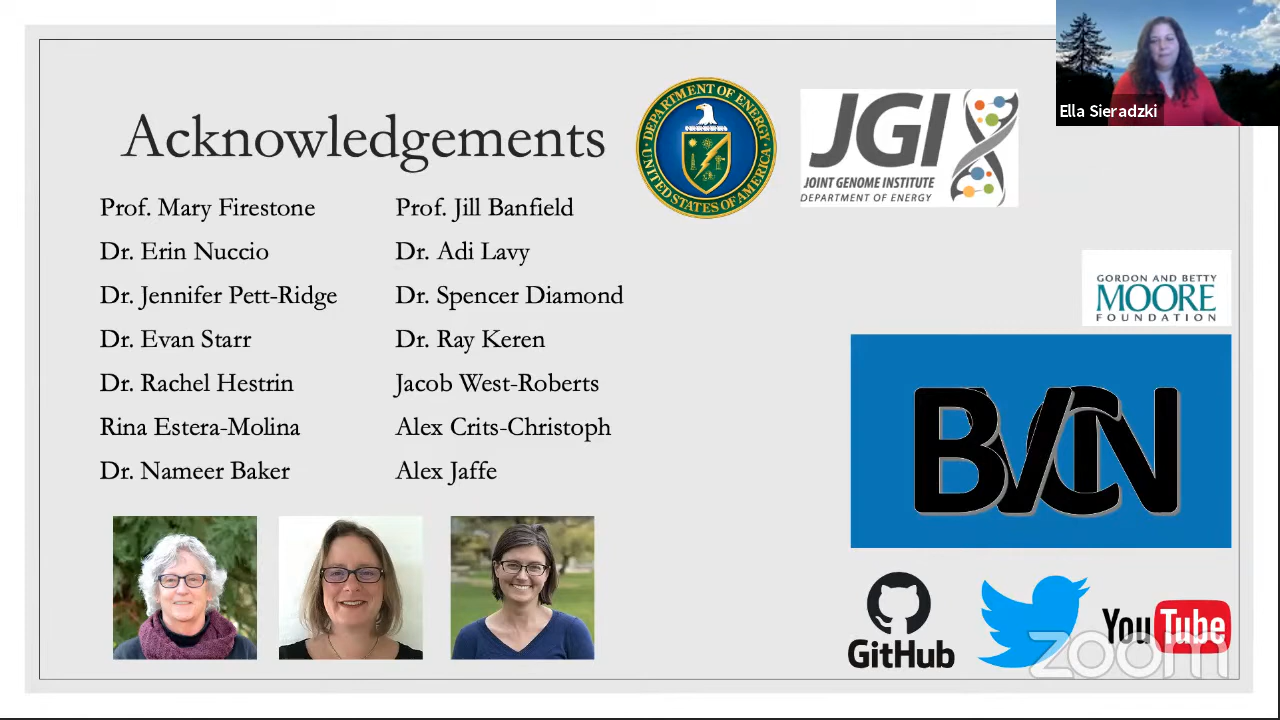 Acknowledgements
Prof. Mary Firestone
Dr. Erin Nuccio
Dr. Jennifer Pett-Ridge
Dr. Evan Starr
Dr. Rachel Hestrin
Rina Estera-Molina
Dr. Nameer Baker
Prof. Jill Banfield
Dr. Adi Lavy
Dr. Spencer Diamond
Dr. Ray Keren
Jacob West-Roberts
Alex Crits-Christoph
Alex Jaffe
DEPARTMENT OF ENERGY
UNITED STATES OF AMERICA
JGI
JOINT GENOME INSTITUTE
DEPARTMENT OF ENERGY
Ella Sieradzki
GORDON AND BETTY
MOORE
FOUNDATION
BVCN
GitHub
YouTube
zoom